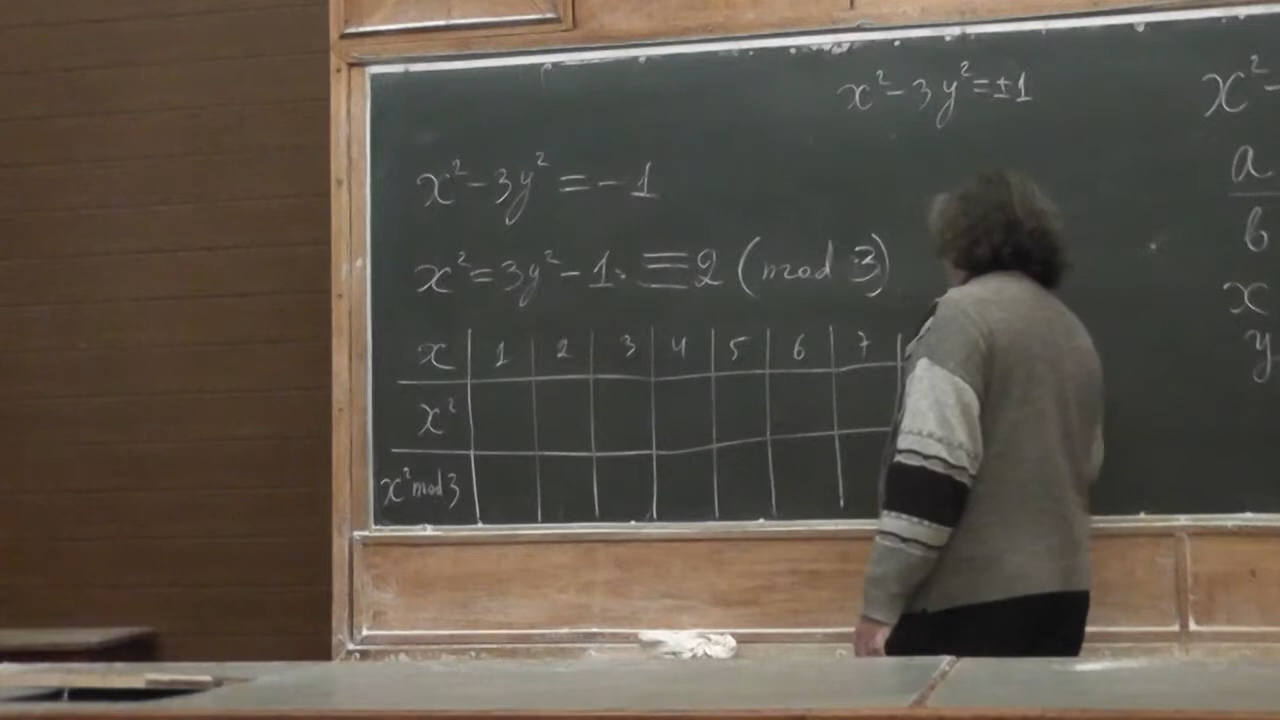 x² - 3y² = ±1
x² - 3y² = -1
x² = 3y² - 1. ≡ 2 (mod 3)
x 1 2 3 4 5 6 7
x²
x² mod 3
x² -
a
b
x
y